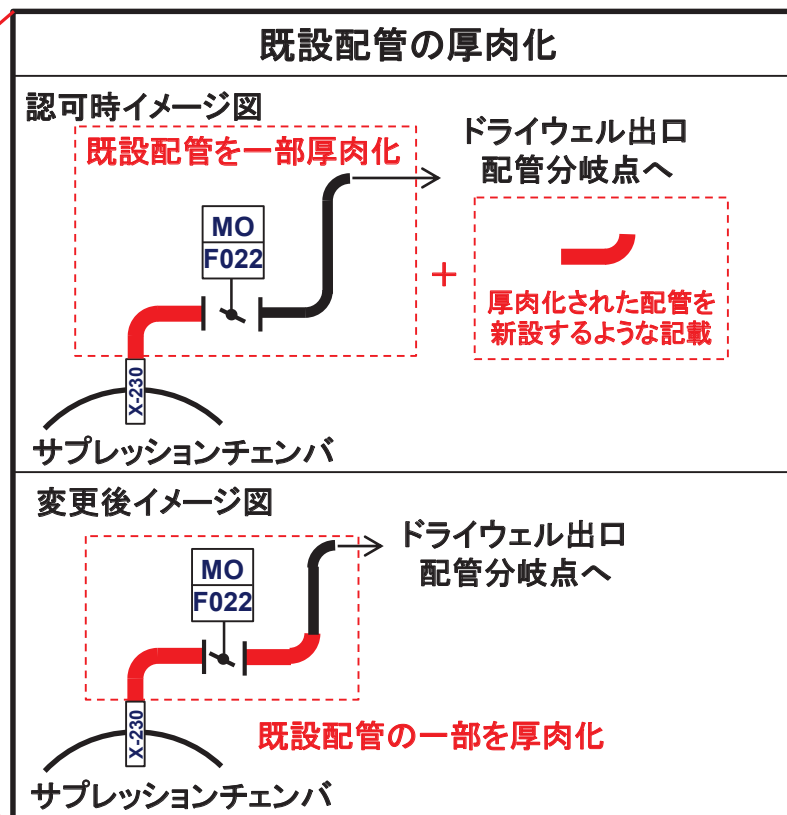 既設配管の厚肉化
認可時イメージ図
既設配管を一部厚肉化
ドライウェル出口
配管分岐点へ
MO
F022
+
厚肉化された配管を
新設するような記載
X-230
サプレッションチェンバ
変更後イメージ図
ドライウェル出口
配管分岐点へ
MO
F022
X-230
既設配管の一部を厚肉化
サプレッションチェンバ